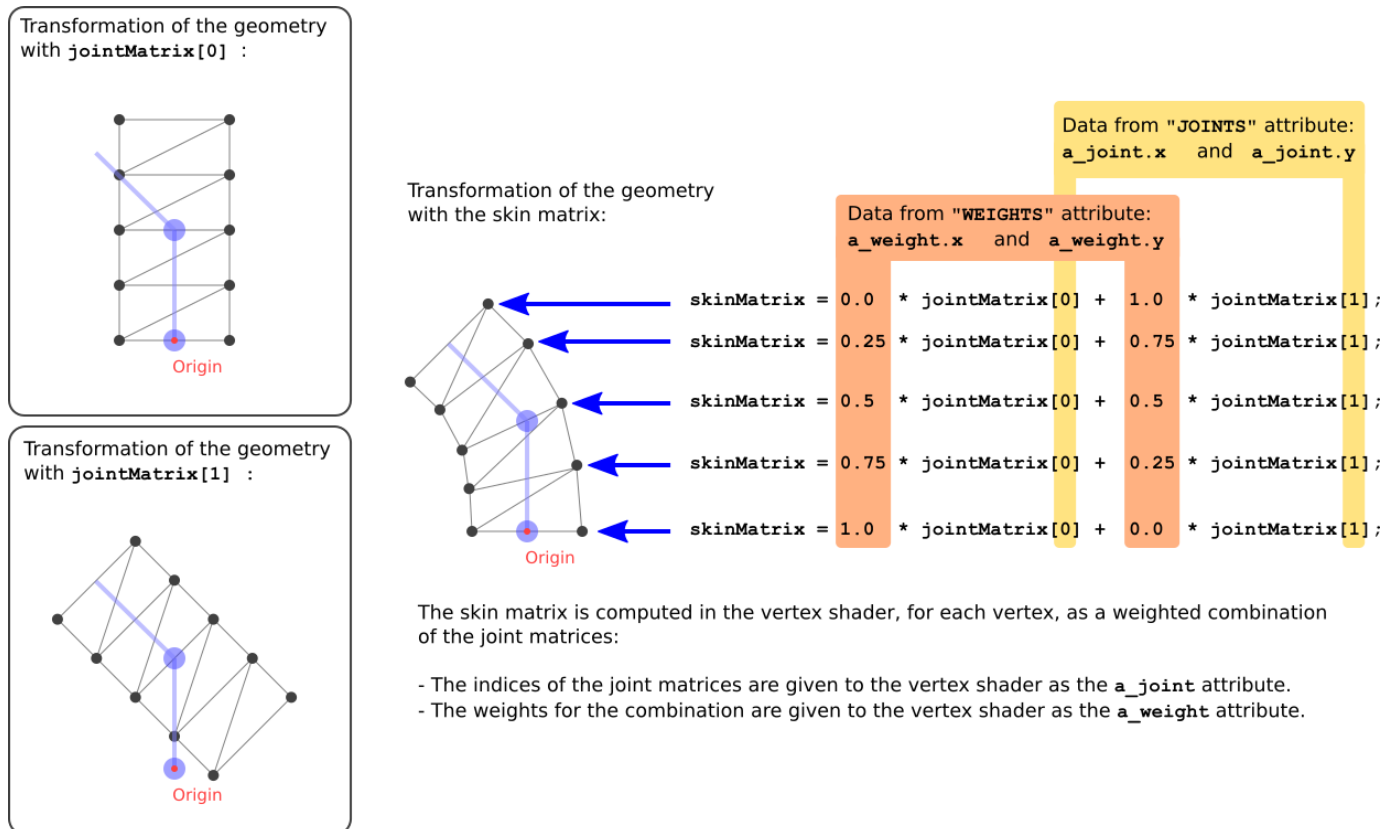 Transformation of the geometry
with jointMatrix[0] :
Origin
Transformation of the geometry
with jointMatrix[1] :
Origin
Transformation of the geometry
with the skin matrix:
Origin
Data from "JOINTS" attribute:
a_joint.x and a_joint.y
Data from "WEIGHTS" attribute:
a_weight.x and a_weight.y
skinMatrix = 0.0 * jointMatrix[0] + 1.0 * jointMatrix[1];
skinMatrix = 0.25 * jointMatrix[0] + 0.75 * jointMatrix[1];
skinMatrix = 0.5 * jointMatrix[0] + 0.5 * jointMatrix[1];
skinMatrix = 0.75 * jointMatrix[0] + 0.25 * jointMatrix[1];
skinMatrix = 1.0 * jointMatrix[0] + 0.0 * jointMatrix[1];
The skin matrix is computed in the vertex shader, for each vertex, as a weighted combination
of the joint matrices:
- The indices of the joint matrices are given to the vertex shader as the a_joint attribute.
- The weights for the combination are given to the vertex shader as the a_weight attribute.